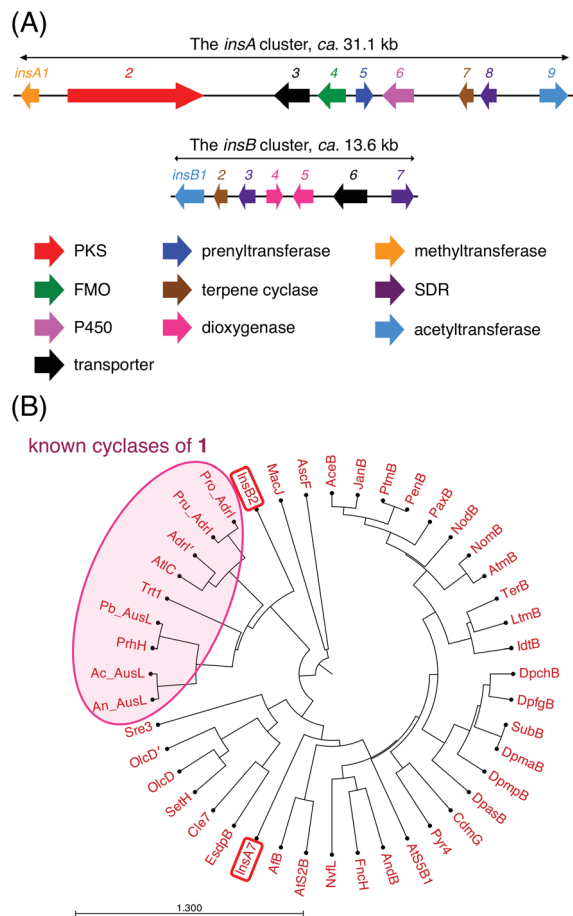 (A)
The insA cluster, ca. 31.1 kb
insA1 2 3 4 5 6 7 8 9
The insB cluster, ca. 13.6 kb
insB1 2 3 4 5 6 7
PKS prenyltransferase methyltransferase
FMO terpene cyclase SDR
P450 dioxygenase acetyltransferase
transporter
(B)
known cyclases of 1
Pro_AdrI
Pru_AdrI
AdrI′
AtlC
Trt1
Pb_AusL
PrhH
Ac_AusL
An_AusL
Sre3
OlcD′
OlcD
SetH
Cle7
EsdpB
InsA7
AfB
AtS2B
NvfL
FncH
AndB
AtS5B1
Pyr4
CdmG
DpasB
DpmpB
DpmaB
SubB
DpfgB
DpchB
IdtB
LtmB
TerB
AtmB
NomB
NodB
PaxB
PenB
PtmB
JanB
AceB
AscF
MacJ
InsB2
1.300